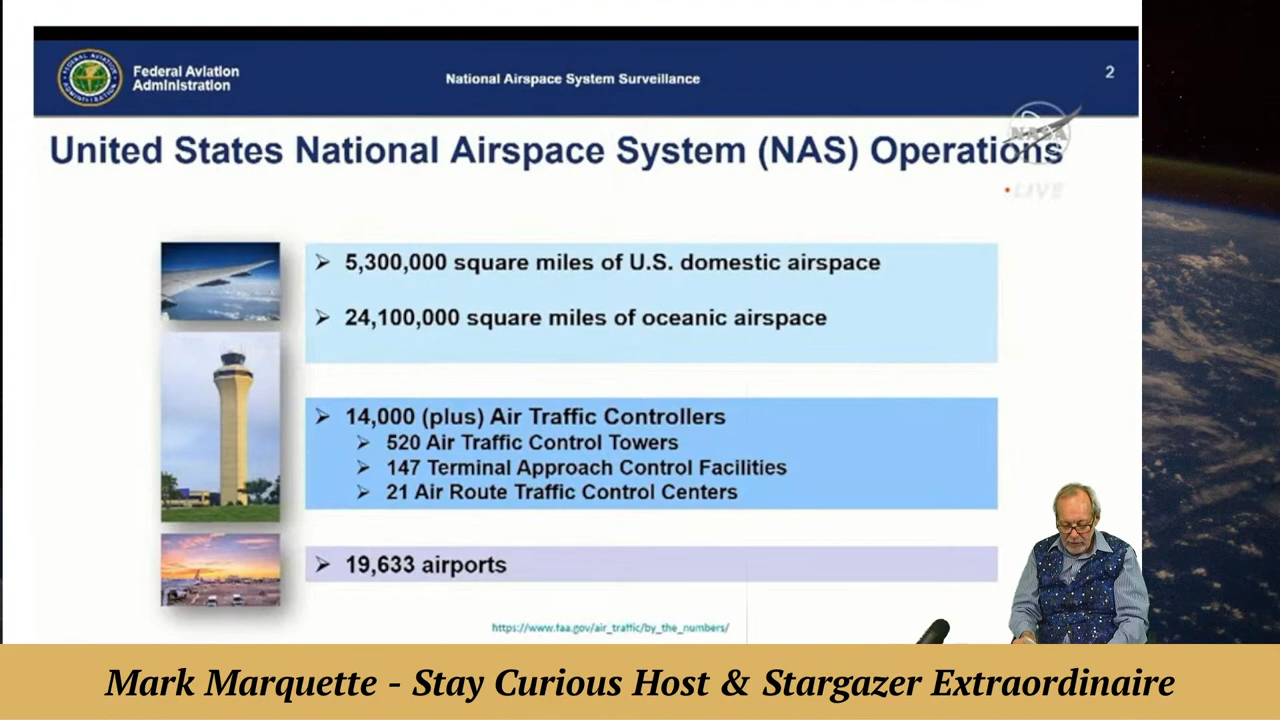 Federal Aviation
Administration
National Airspace System Surveillance
2
United States National Airspace System (NAS) Operations
NASA
LIVE
5,300,000 square miles of U.S. domestic airspace
24,100,000 square miles of oceanic airspace
14,000 (plus) Air Traffic Controllers
520 Air Traffic Control Towers
147 Terminal Approach Control Facilities
21 Air Route Traffic Control Centers
19,633 airports
https://www.faa.gov/air_traffic/by_the_numbers/
Mark Marquette - Stay Curious Host & Stargazer Extraordinaire